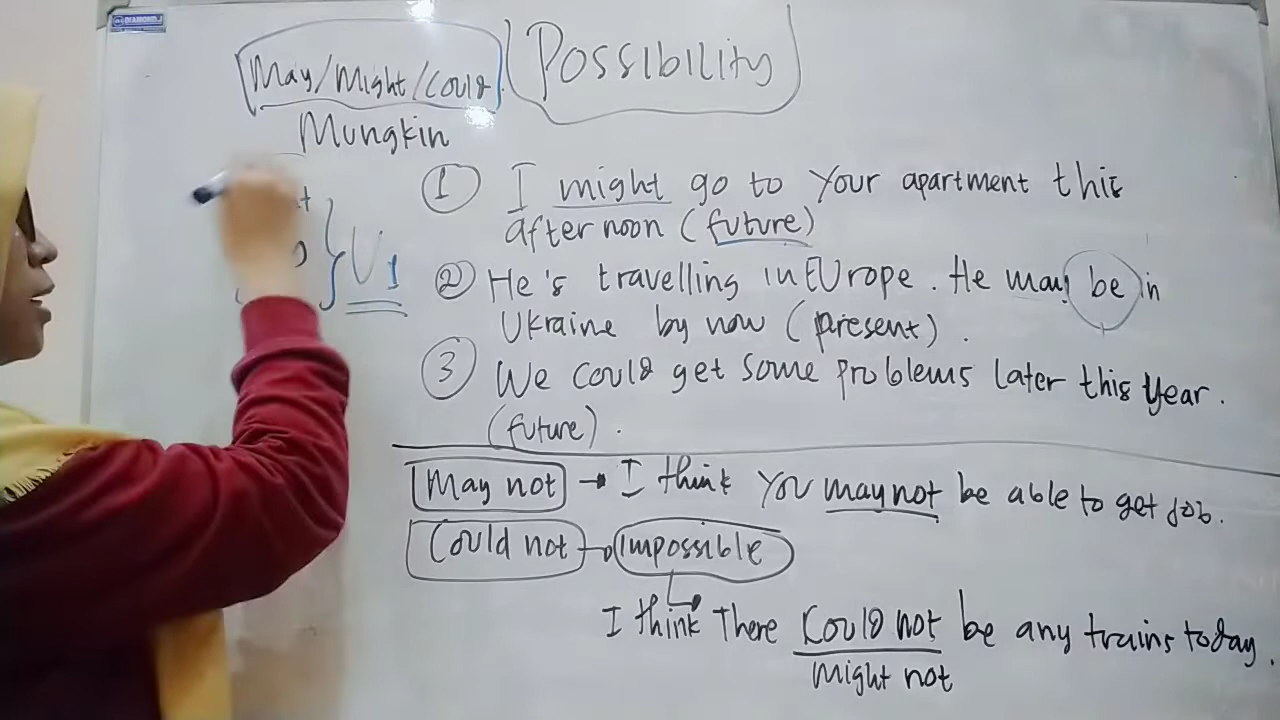 DIAMOND
May/Might/Could Possibility
Mungkin
① I might go to your apartment this
afternoon (future)
V1
② He's travelling in EUrope. He may be in
Ukraine by now (present).
③ We could get some problems later this year.
(future).
May not → I think you may not be able to get job.
Could not → Impossible
I think There Could not be any trains today.
Might not